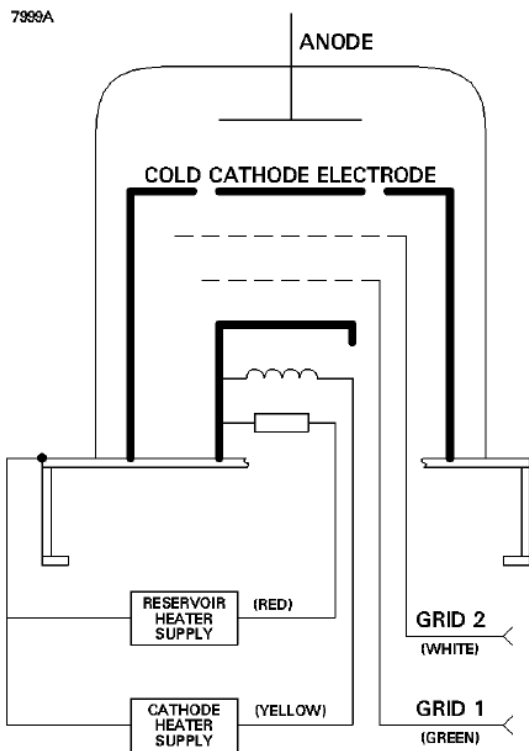 7999A
ANODE
COLD CATHODE ELECTRODE
RESERVOIR
HEATER
SUPPLY
(RED)
GRID 2
(WHITE)
CATHODE
HEATER
SUPPLY
(YELLOW)
GRID 1
(GREEN)